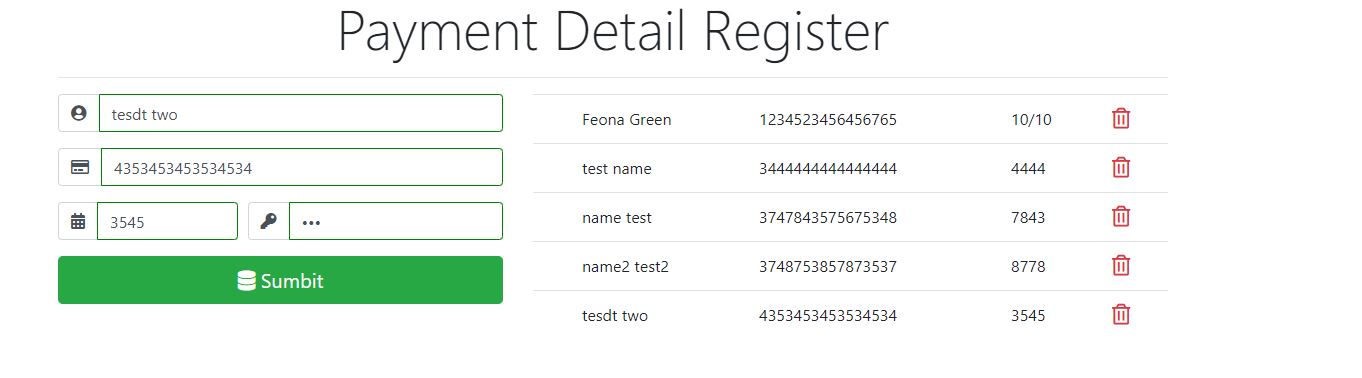 Payment Detail Register
tesdt two
4353453453534534
3545 •••
Sumbit
Feona Green 1234523456456765 10/10
test name 3444444444444444 4444
name test 3747843575675348 7843
name2 test2 3748753857873537 8778
tesdt two 4353453453534534 3545